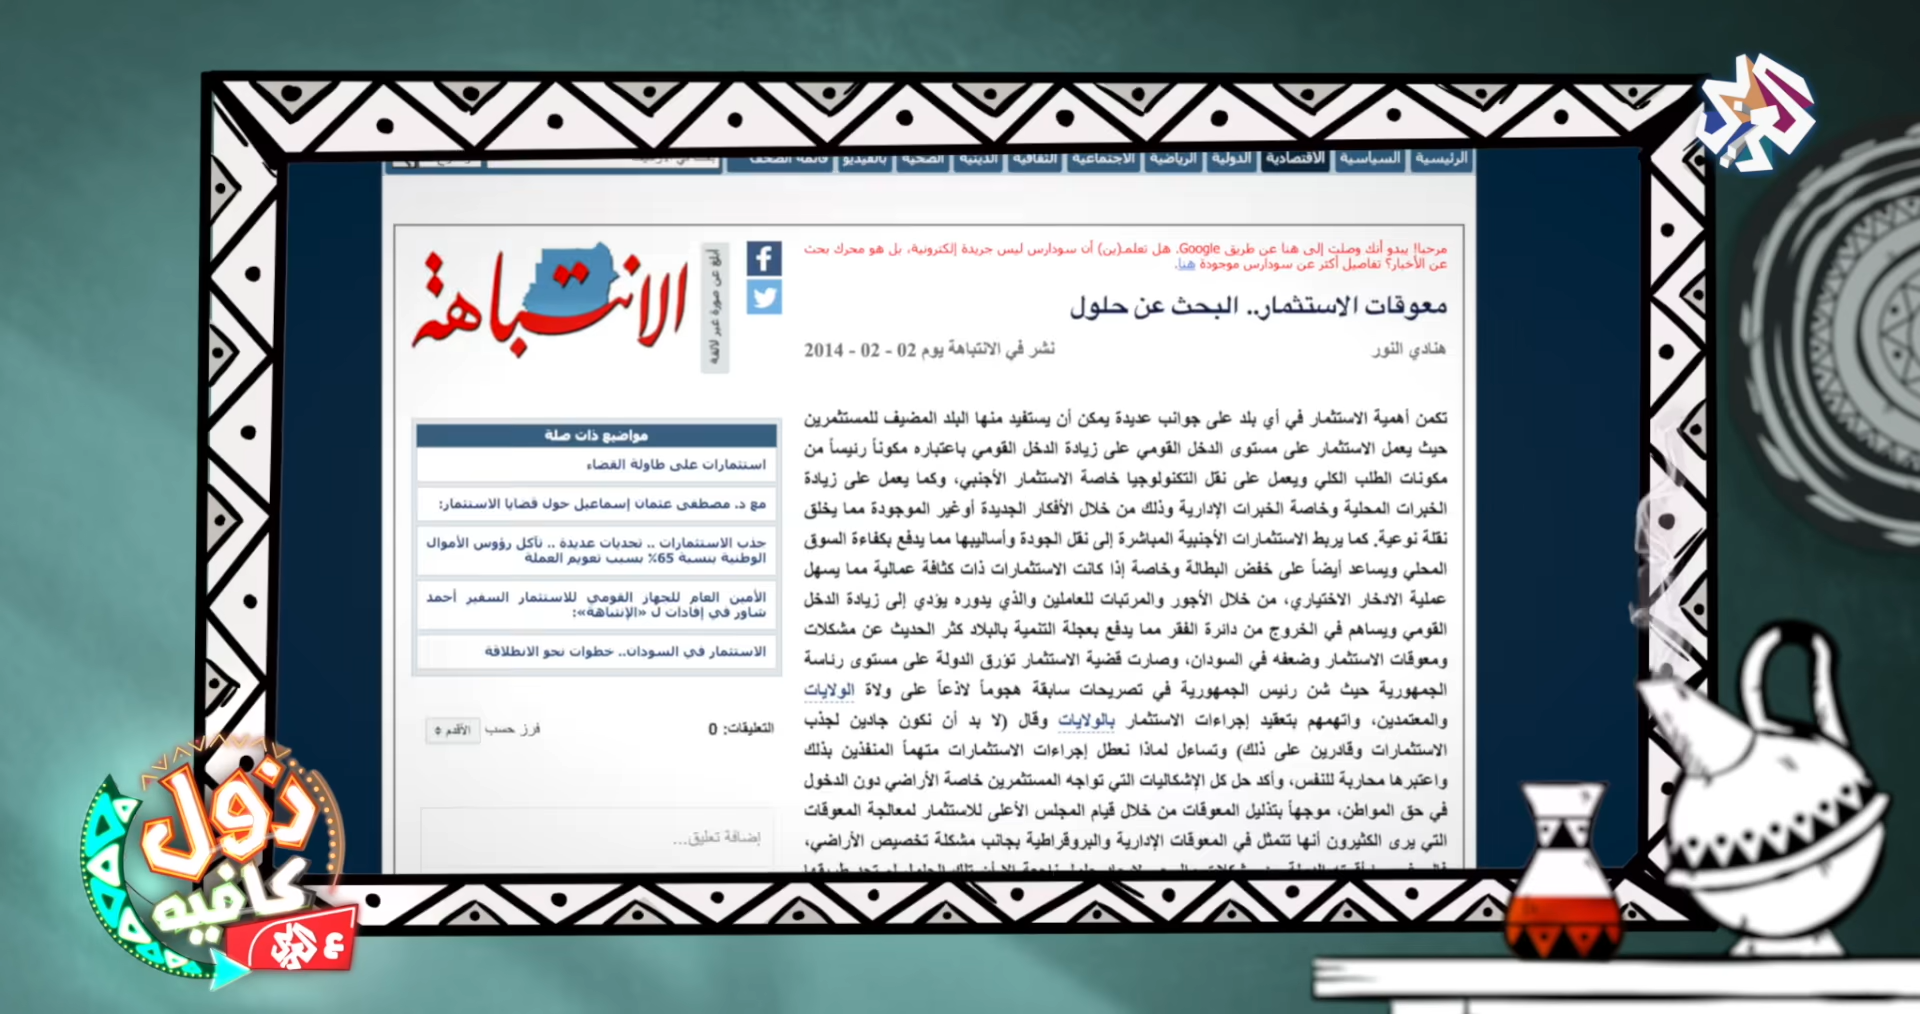 الرئيسية السياسية الاقتصادية الدولية الرياضية الاجتماعية الثقافية الدينية الصحية بالفيديو قائمة الصحف
مرحبا! يبدو أنك وصلت إلى هنا عن طريق Google. هل تعلم(ين) أن سودارس ليس جريدة إلكترونية، بل هو محرك بحث
عن الأخبار؟ تفاصيل أكثر عن سودارس موجودة هنا.
معوقات الاستثمار.. البحث عن حلول
هنادي النور
نشر في الانتباهة يوم 02 - 02 - 2014
تكمن أهمية الاستثمار في أي بلد على جوانب عديدة يمكن أن يستفيد منها البلد المضيف للمستثمرين
حيث يعمل الاستثمار على مستوى الدخل القومي على زيادة الدخل القومي باعتباره مكوناً رئيساً من
مكونات الطلب الكلي ويعمل على نقل التكنولوجيا خاصة الاستثمار الأجنبي، وكما يعمل على زيادة
الخبرات المحلية وخاصة الخبرات الإدارية وذلك من خلال الأفكار الجديدة أوغير الموجودة مما يخلق
نقلة نوعية. كما يربط الاستثمارات الأجنبية المباشرة إلى نقل الجودة وأساليبها مما يدفع بكفاءة السوق
المحلي ويساعد أيضاً على خفض البطالة وخاصة إذا كانت الاستثمارات ذات كثافة عمالية مما يسهل
عملية الادخار الاختياري، من خلال الأجور والمرتبات للعاملين والذي بدوره يؤدي إلى زيادة الدخل
القومي ويساهم في الخروج من دائرة الفقر مما يدفع بعجلة التنمية بالبلاد كثر الحديث عن مشكلات
ومعوقات الاستثمار وضعفه في السودان، وصارت قضية الاستثمار تؤرق الدولة على مستوى رئاسة
الجمهورية حيث شن رئيس الجمهورية في تصريحات سابقة هجوماً لاذعاً على ولاة الولايات
والمعتمدين، واتهمهم بتعقيد إجراءات الاستثمار بالولايات وقال (لا بد أن نكون جادين لجذب
الاستثمارات وقادرين على ذلك) وتساءل لماذا نعطل إجراءات الاستثمارات متهماً المنفذين بذلك
واعتبرها محاربة للنفس، وأكد حل كل الإشكاليات التي تواجه المستثمرين خاصة الأراضي دون الدخول
في حق المواطن، موجهاً بتذليل المعوقات من خلال قيام المجلس الأعلى للاستثمار لمعالجة المعوقات
التي يرى الكثيرون أنها تتمثل في المعوقات الإدارية والبروقراطية بجانب مشكلة تخصيص الأراضي،
أبلغ عن صورة غير لائقة
الانتباهة
مواضيع ذات صلة
استثمارات على طاولة القضاء
مع د. مصطفى عثمان إسماعيل حول قضايا الاستثمار:
جذب الاستثمارات .. تحديات عديدة .. تآكل رؤوس الأموال
الوطنية بنسبة 65% بسبب تعويم العملة
الأمين العام للجهاز القومي للاستثمار السفير أحمد
شاور في إفادات ل «الإنتباهة»:
الاستثمار في السودان.. خطوات نحو الانطلاقة
التعليقات: 0
فرز حسب الأقدم
إضافة تعليق...
زول
كافيه
ع العربي
العربي